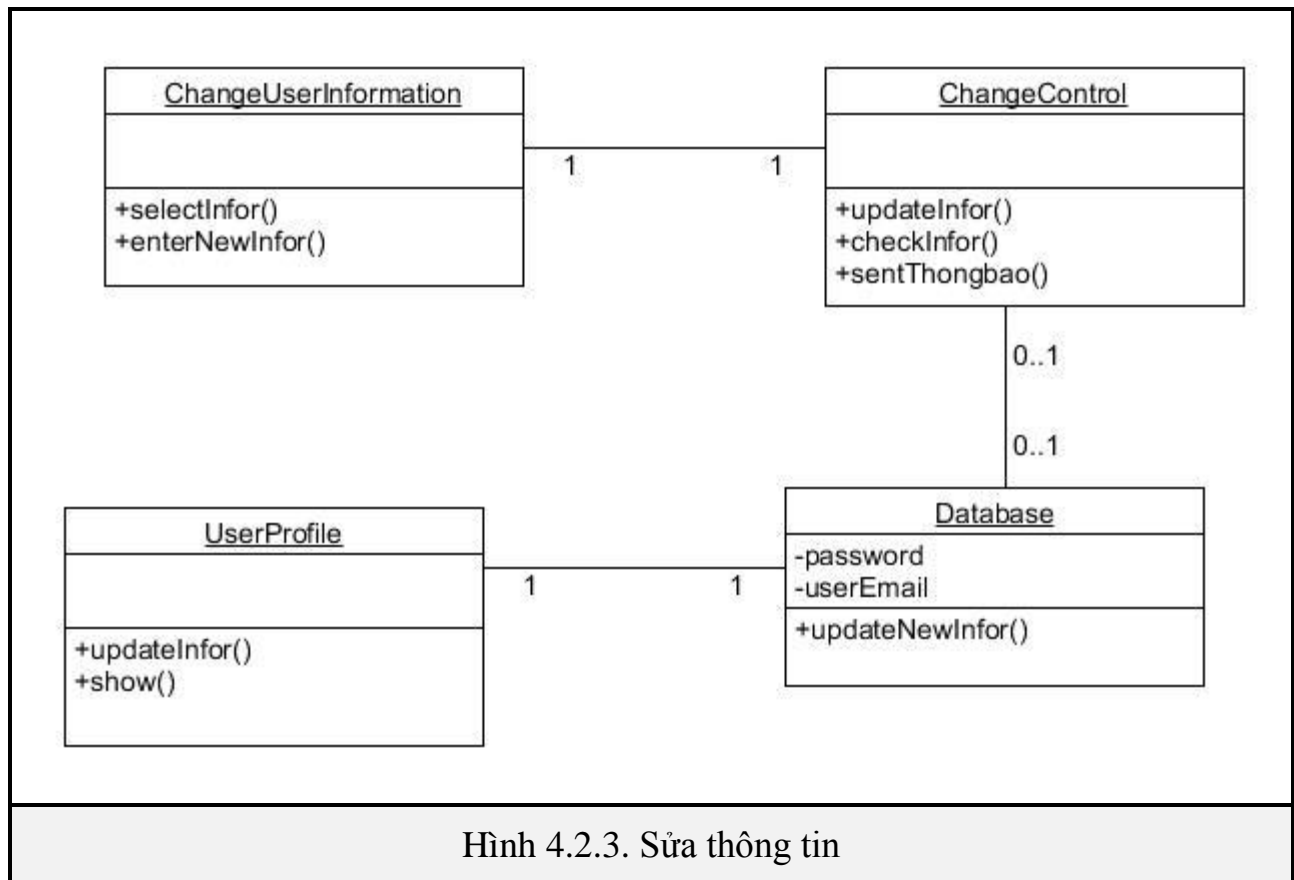 ChangeUserInformation
+selectInfor()
+enterNewInfor()
1
1
ChangeControl
+updateInfor()
+checkInfor()
+sentThongbao()
0..1
0..1
UserProfile
+updateInfor()
+show()
1
1
Database
-password
-userEmail
+updateNewInfor()
Hình 4.2.3. Sửa thông tin